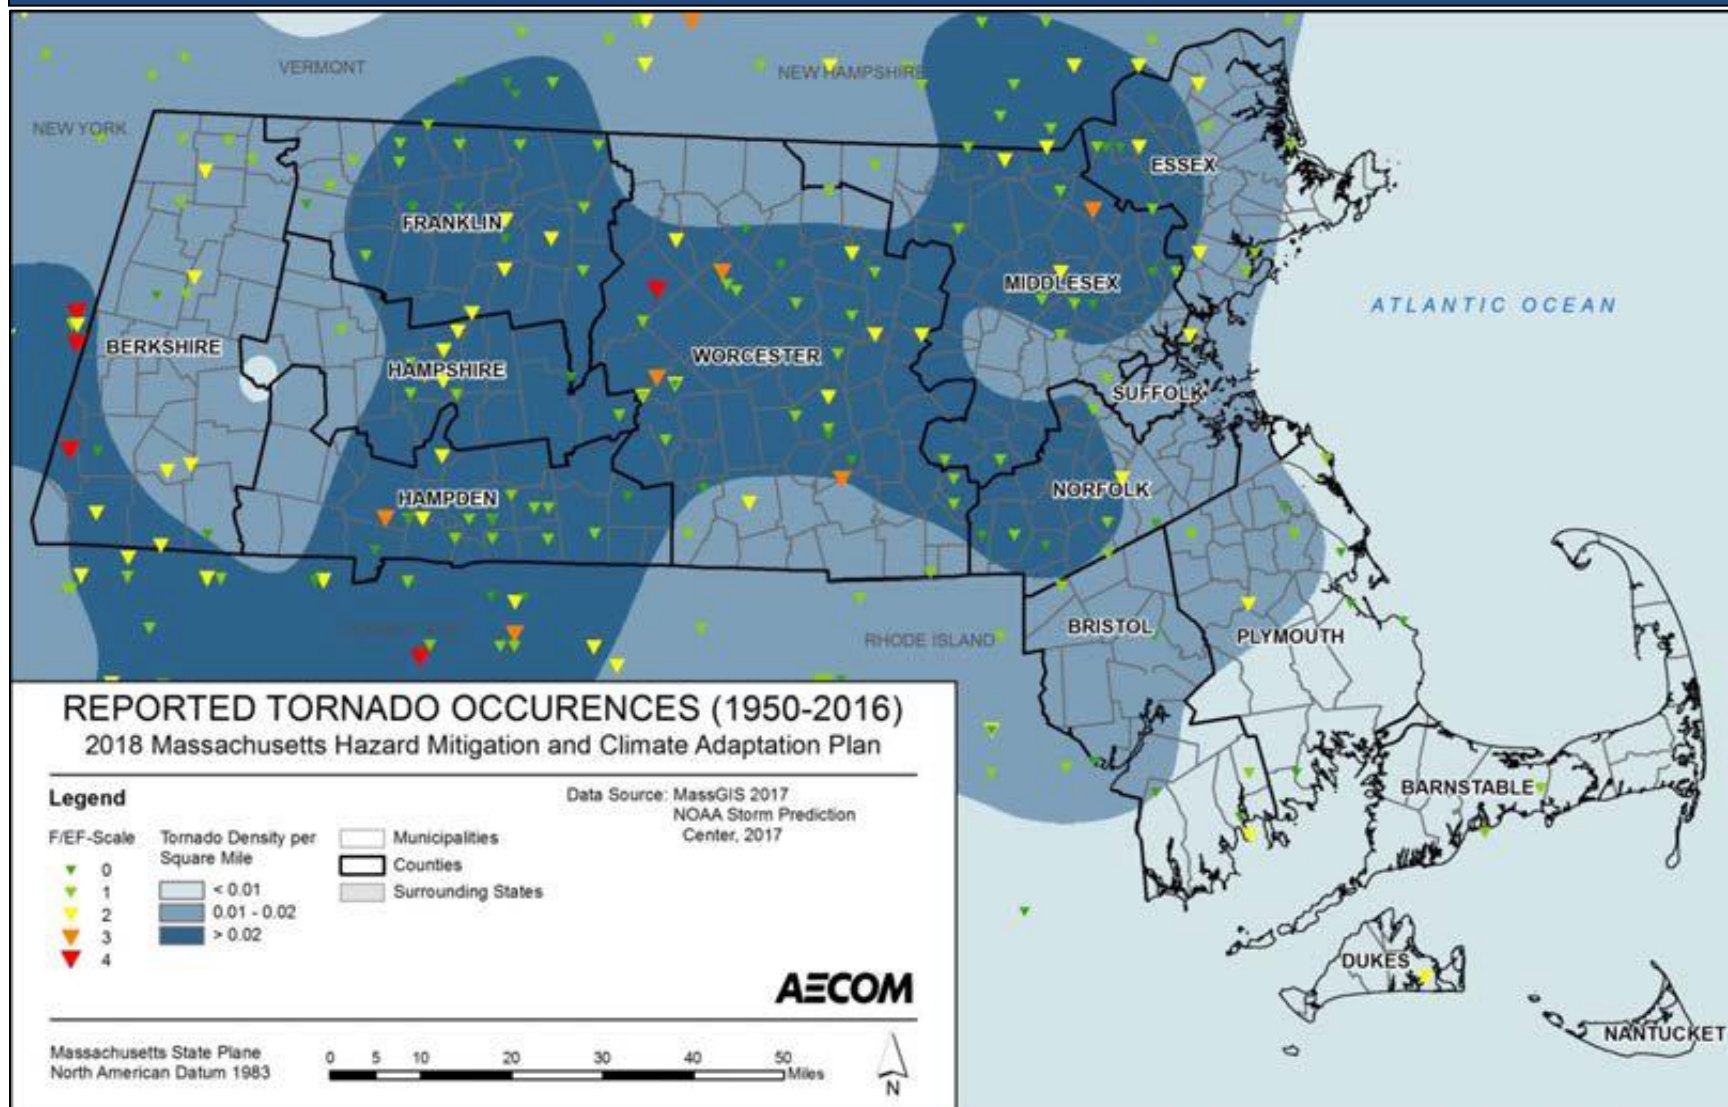 VERMONT
NEW HAMPSHIRE
NEW YORK
ESSEX
FRANKLIN
MIDDLESEX
ATLANTIC OCEAN
BERKSHIRE
HAMPSHIRE
WORCESTER
SUFFOLK
HAMPDEN
NORFOLK
BRISTOL
PLYMOUTH
RHODE ISLAND
BARNSTABLE
DUKES
NANTUCKET
REPORTED TORNADO OCCURENCES (1950-2016)
2018 Massachusetts Hazard Mitigation and Climate Adaptation Plan
Legend
Data Source: MassGIS 2017
NOAA Storm Prediction
Center, 2017
F/EF-Scale
0
1
2
3
4
Tornado Density per
Square Mile
< 0.01
0.01 - 0.02
> 0.02
Municipalities
Counties
Surrounding States
AECOM
Massachusetts State Plane
North American Datum 1983
0 5 10 20 30 40 50
Miles
N